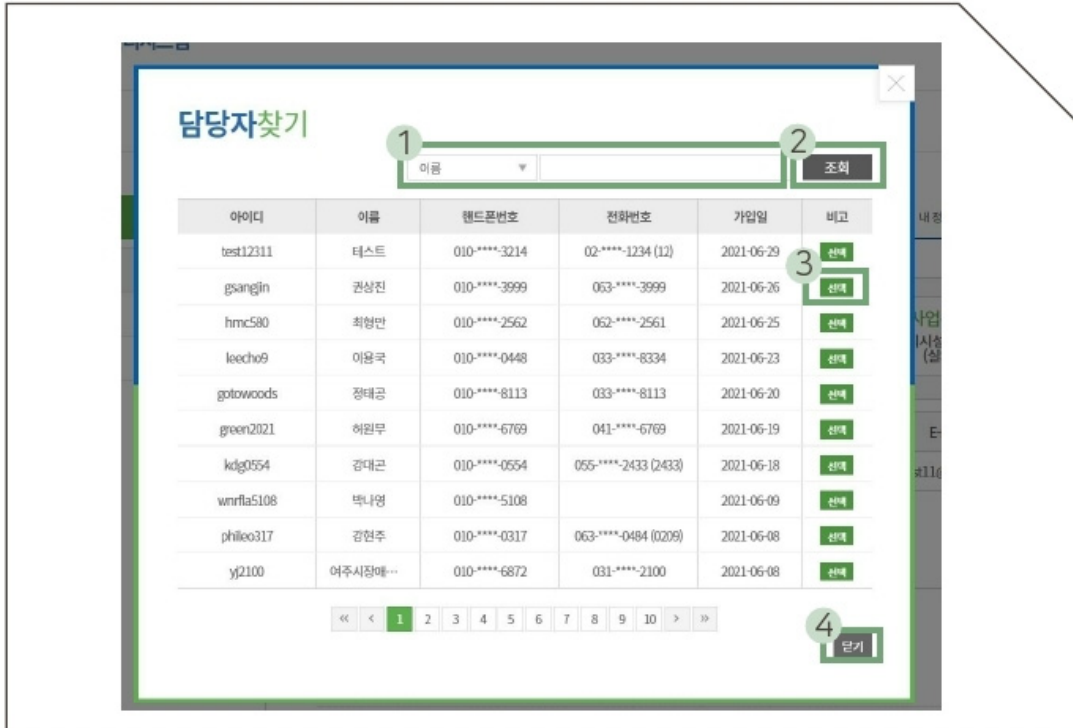 담당자찾기
1
2
이름 ▼ 조회
아이디 이름 핸드폰번호 전화번호 가입일 비고
test12311 테스트 010-****-3214 02-****-1234 (12) 2021-06-29 선택
3
gsangjin 권상진 010-****-3999 063-****-3999 2021-06-26 선택
hmc580 최형만 010-****-2562 062-****-2561 2021-06-25 선택
leecho9 이용국 010-****-0448 033-****-8334 2021-06-23 선택
gotowoods 정태공 010-****-8113 033-****-8113 2021-06-20 선택
green2021 허원무 010-****-6769 041-****-6769 2021-06-19 선택
kdg0554 강대곤 010-****-0554 055-****-2433 (2433) 2021-06-18 선택
wnrfla5108 박나영 010-****-5108 2021-06-09 선택
phileo317 강현주 010-****-0317 063-****-0484 (0209) 2021-06-08 선택
yj2100 여주시장애… 010-****-6872 031-****-2100 2021-06-08 선택
« < 1 2 3 4 5 6 7 8 9 10 > »
4
닫기
내 정
사업
(살
E-
st11@